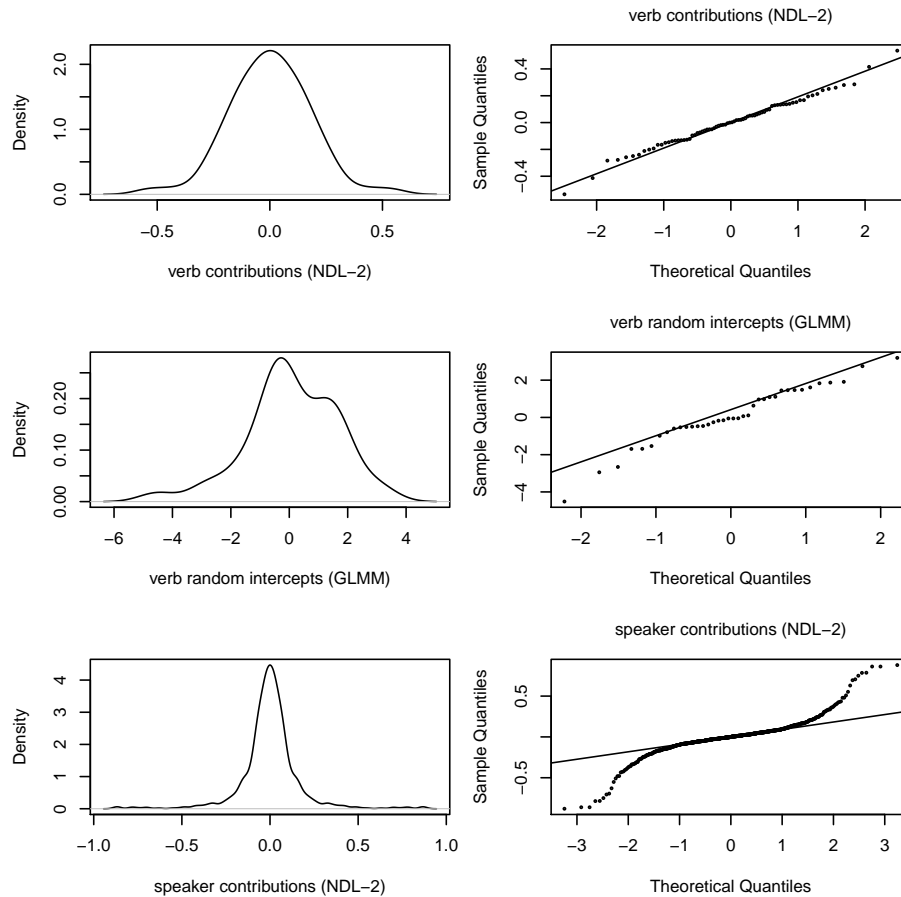 verb contributions (NDL−2)
Density
0.0 1.0 2.0
−0.5 0.0 0.5
verb contributions (NDL−2)
Sample Quantiles
−0.4 0.0 0.4
−2 −1 0 1 2
Theoretical Quantiles
verb random intercepts (GLMM)
Density
0.00 0.10 0.20
−6 −4 −2 0 2 4
verb random intercepts (GLMM)
Sample Quantiles
−4 −2 0 2
−2 −1 0 1 2
Theoretical Quantiles
speaker contributions (NDL−2)
Density
0 1 2 3 4
−1.0 −0.5 0.0 0.5 1.0
speaker contributions (NDL−2)
Sample Quantiles
−0.5 0.5
−3 −2 −1 0 1 2 3
Theoretical Quantiles